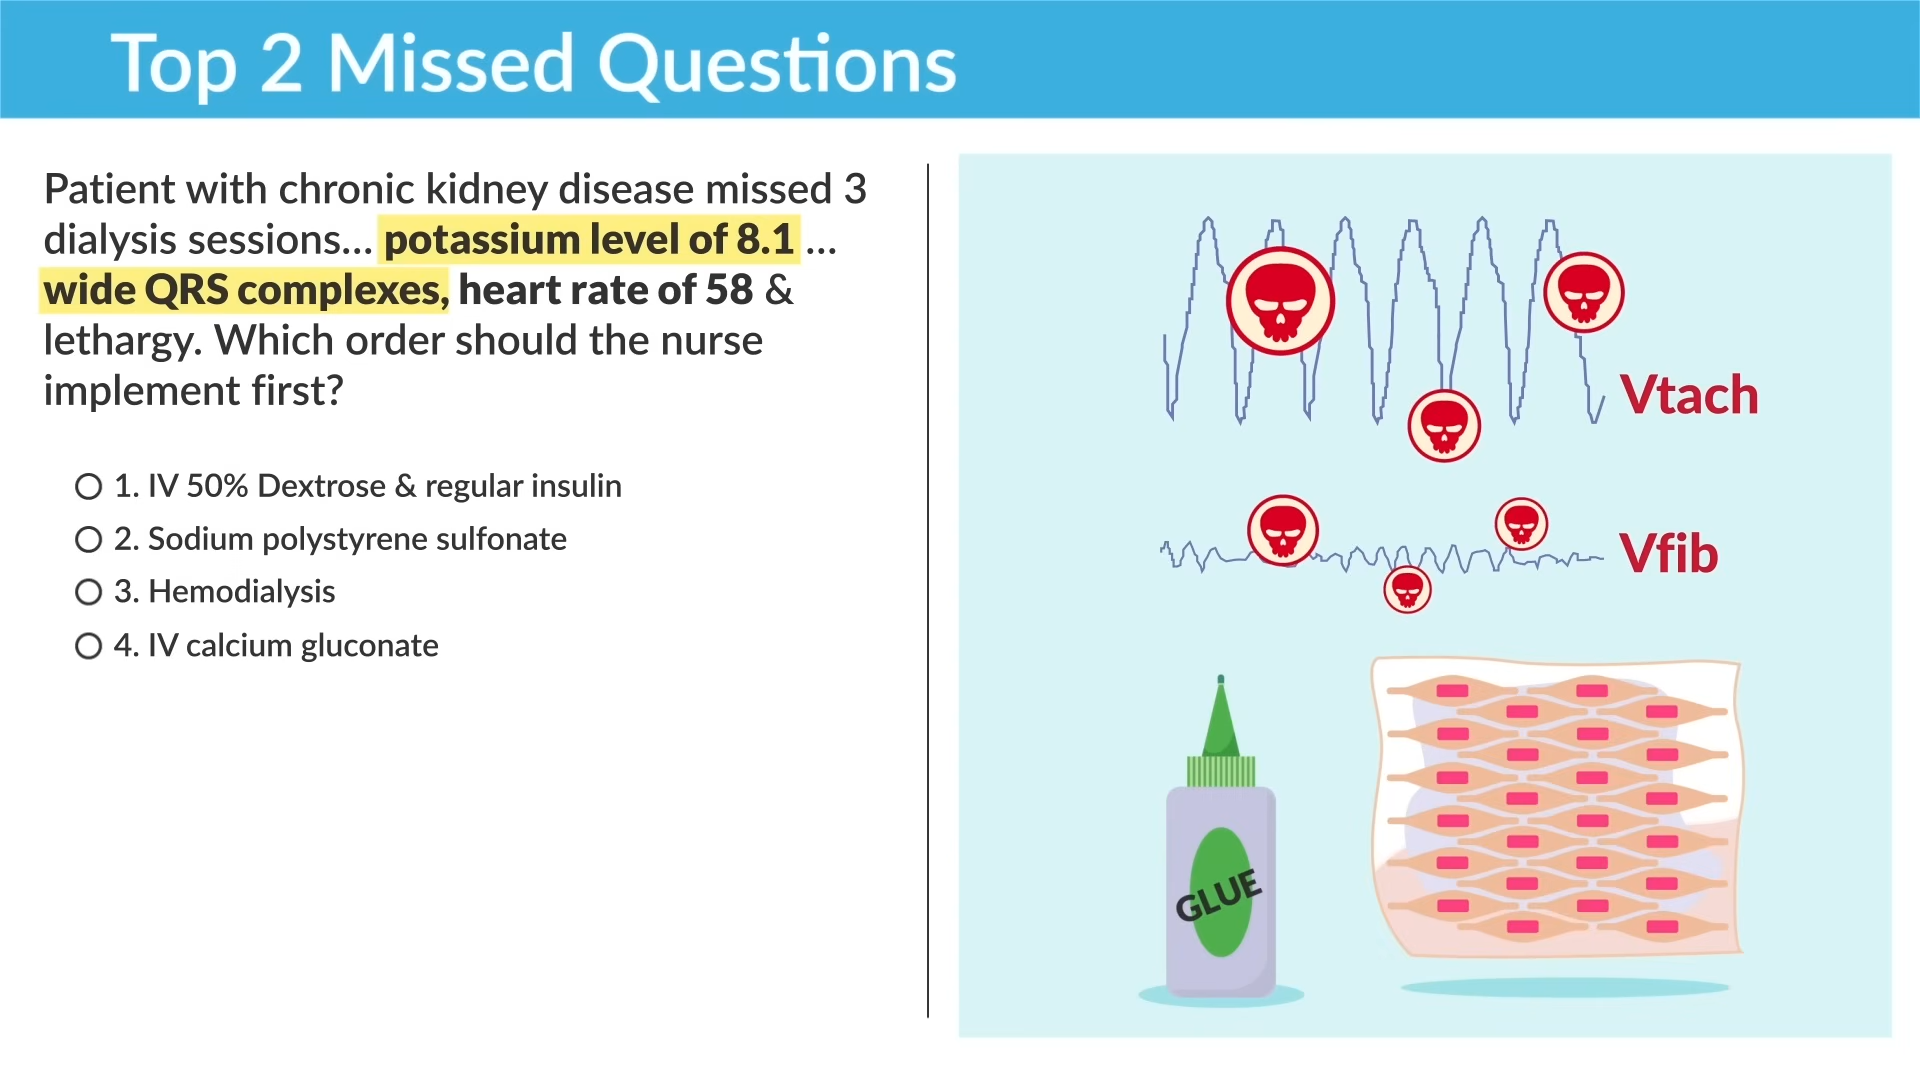 Top 2 Missed Questions
Patient with chronic kidney disease missed 3
dialysis sessions... potassium level of 8.1 ...
wide QRS complexes, heart rate of 58 &
lethargy. Which order should the nurse
implement first?
1. IV 50% Dextrose & regular insulin
2. Sodium polystyrene sulfonate
3. Hemodialysis
4. IV calcium gluconate
Vtach
Vfib
GLUE